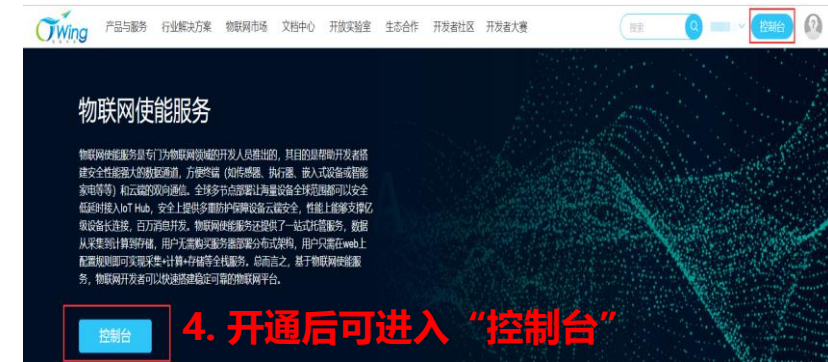 CTWing 产品与服务 行业解决方案 物联网市场 文档中心 开放实验室 生态合作 开发者社区 开发者大赛 搜索 控制台
物联网使能服务
物联网使能服务是专门为物联网领域的开发人员推出的，其目的是帮助开发者搭
建安全性能强大的数据通道，方便终端（如传感器、执行器、嵌入式设备或智能
家电等等）和云端的双向通信。全球多节点部署让海量设备全球范围都可以安全
低延时接入IoT Hub，安全上提供多重防护保障设备云端安全，性能上能够支撑亿
级设备长连接，百万消息并发。物联网使能服务还提供了一站式托管服务，数据
从采集到计算到存储，用户无需购买服务器部署分布式架构，用户只需在web上
配置规则即可实现采集+计算+存储等全栈服务。总而言之，基于物联网使能服
务，物联网开发者可以快速搭建稳定可靠的物联网平台。
控制台
4. 开通后可进入“控制台”